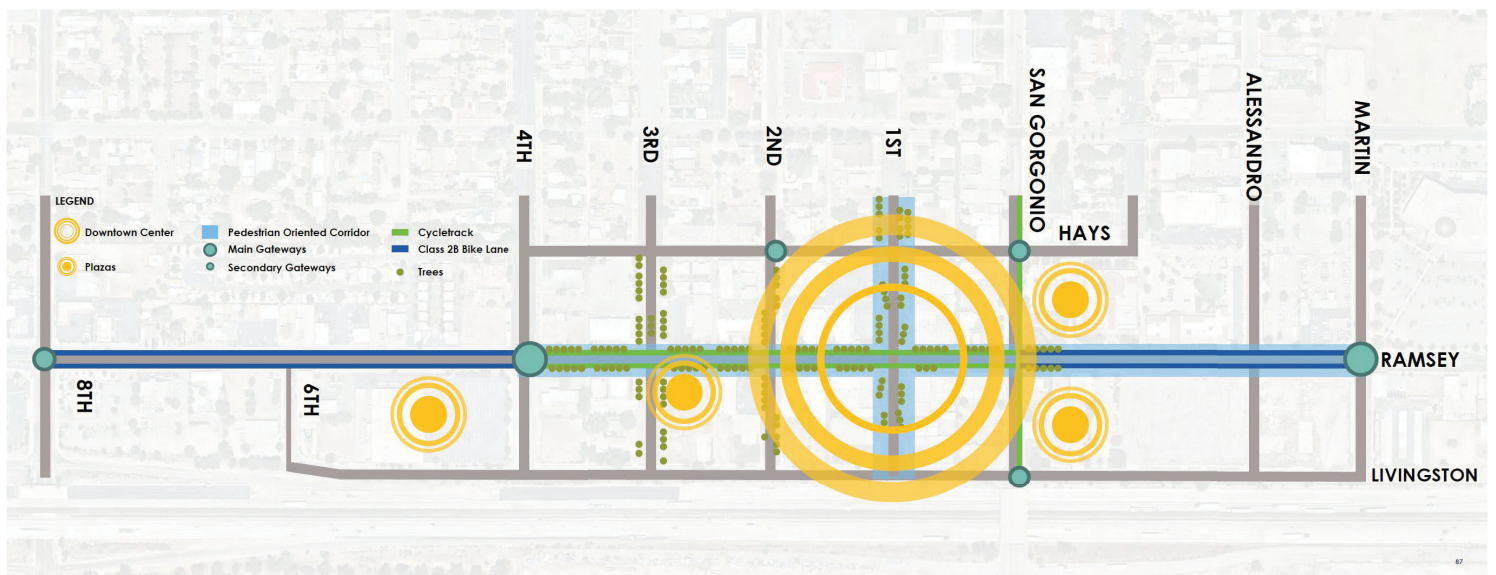 SAN GORGONIO
ALESSANDRO
MARTIN
4TH
3RD
2ND
1ST
LEGEND
Downtown Center
Pedestrian Oriented Corridor
Cycletrack
Main Gateways
Class 2B Bike Lane
Plazas
Secondary Gateways
Trees
HAYS
RAMSEY
8TH
6TH
LIVINGSTON
87